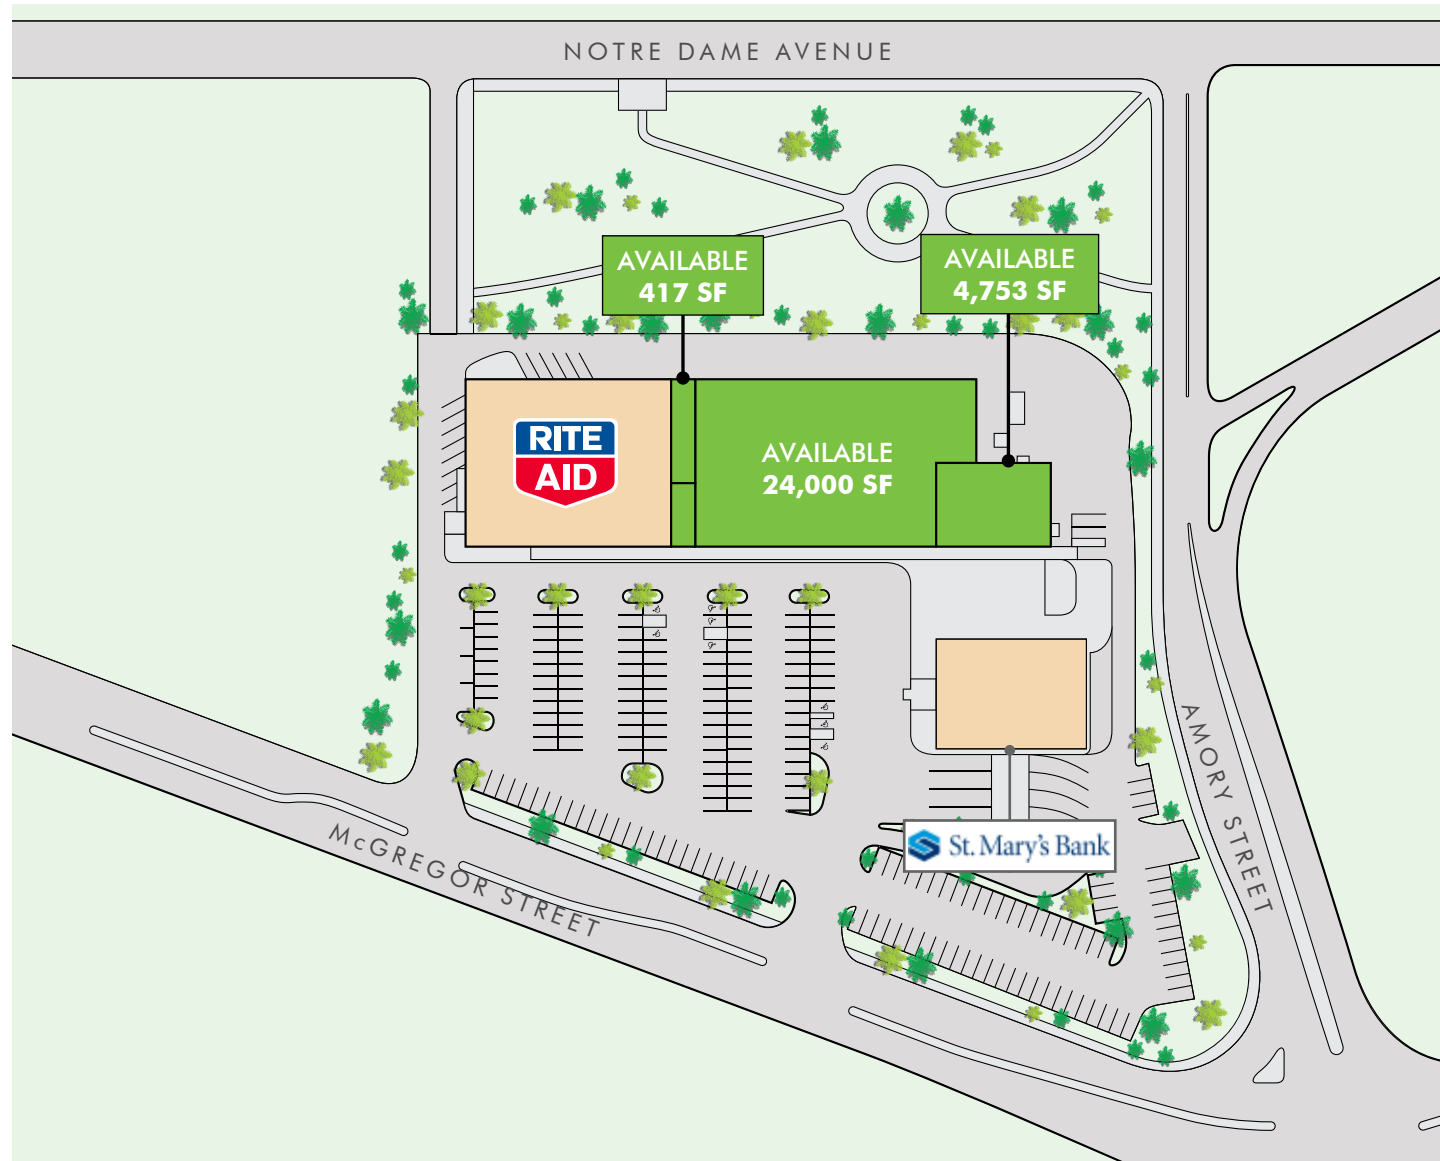 NOTRE DAME AVENUE
AVAILABLE
417 SF
AVAILABLE
4,753 SF
RITE
AID
AVAILABLE
24,000 SF
AMORY STREET
St. Mary's Bank
McGREGOR STREET